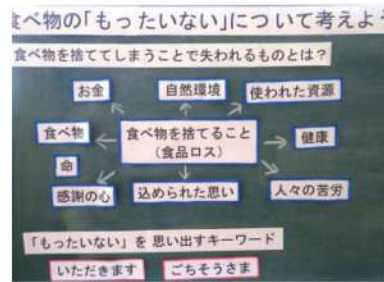 食べ物の「もったいない」について考えよ
食べ物を捨ててしまうことで失われるものとは？
お金
自然環境
使われた資源
食べ物
食べ物を捨てること
（食品ロス）
健康
命
感謝の心
込められた思い
人々の苦労
「もったいない」を 思い出すキーワード
いただきます
ごちそうさま